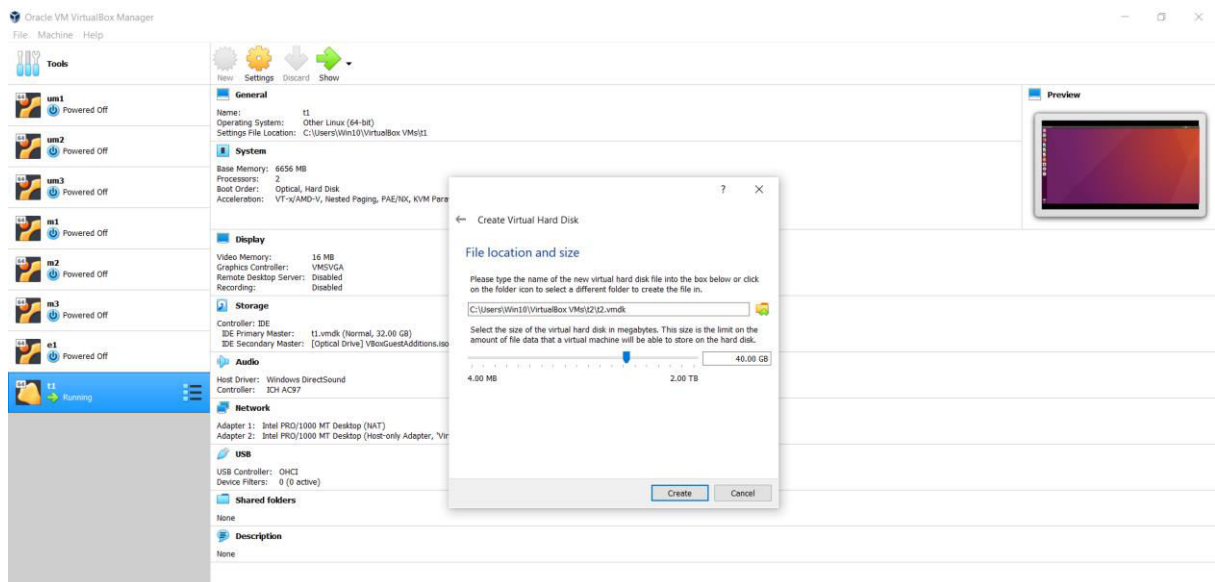 Oracle VM VirtualBox Manager
File Machine Help
Tools
New Settings Discard Show
um1
Powered Off
um2
Powered Off
um3
Powered Off
m1
Powered Off
m2
Powered Off
m3
Powered Off
e1
Powered Off
t1
Running
General
Name: t1
Operating System: Other Linux (64-bit)
Settings File Location: C:\Users\Win10\VirtualBox VMs\t1
System
Base Memory: 6656 MB
Processors: 2
Boot Order: Optical, Hard Disk
Acceleration: VT-x/AMD-V, Nested Paging, PAE/NX, KVM Para
Display
Video Memory: 16 MB
Graphics Controller: VMSVGA
Remote Desktop Server: Disabled
Recording: Disabled
Storage
Controller: IDE
IDE Primary Master: t1.vmdk (Normal, 32.00 GB)
IDE Secondary Master: [Optical Drive] VBoxGuestAdditions.iso
Audio
Host Driver: Windows DirectSound
Controller: ICH AC97
Network
Adapter 1: Intel PRO/1000 MT Desktop (NAT)
Adapter 2: Intel PRO/1000 MT Desktop (Host-only Adapter, 'Vir
USB
USB Controller: OHCI
Device Filters: 0 (0 active)
Shared folders
None
Description
None
Preview
? ×
← Create Virtual Hard Disk
File location and size
Please type the name of the new virtual hard disk file into the box below or click
on the folder icon to select a different folder to create the file in.
C:\Users\Win10\VirtualBox VMs\t2\t2.vmdk
Select the size of the virtual hard disk in megabytes. This size is the limit on the
amount of file data that a virtual machine will be able to store on the hard disk.
40.00 GB
4.00 MB 2.00 TB
Create Cancel